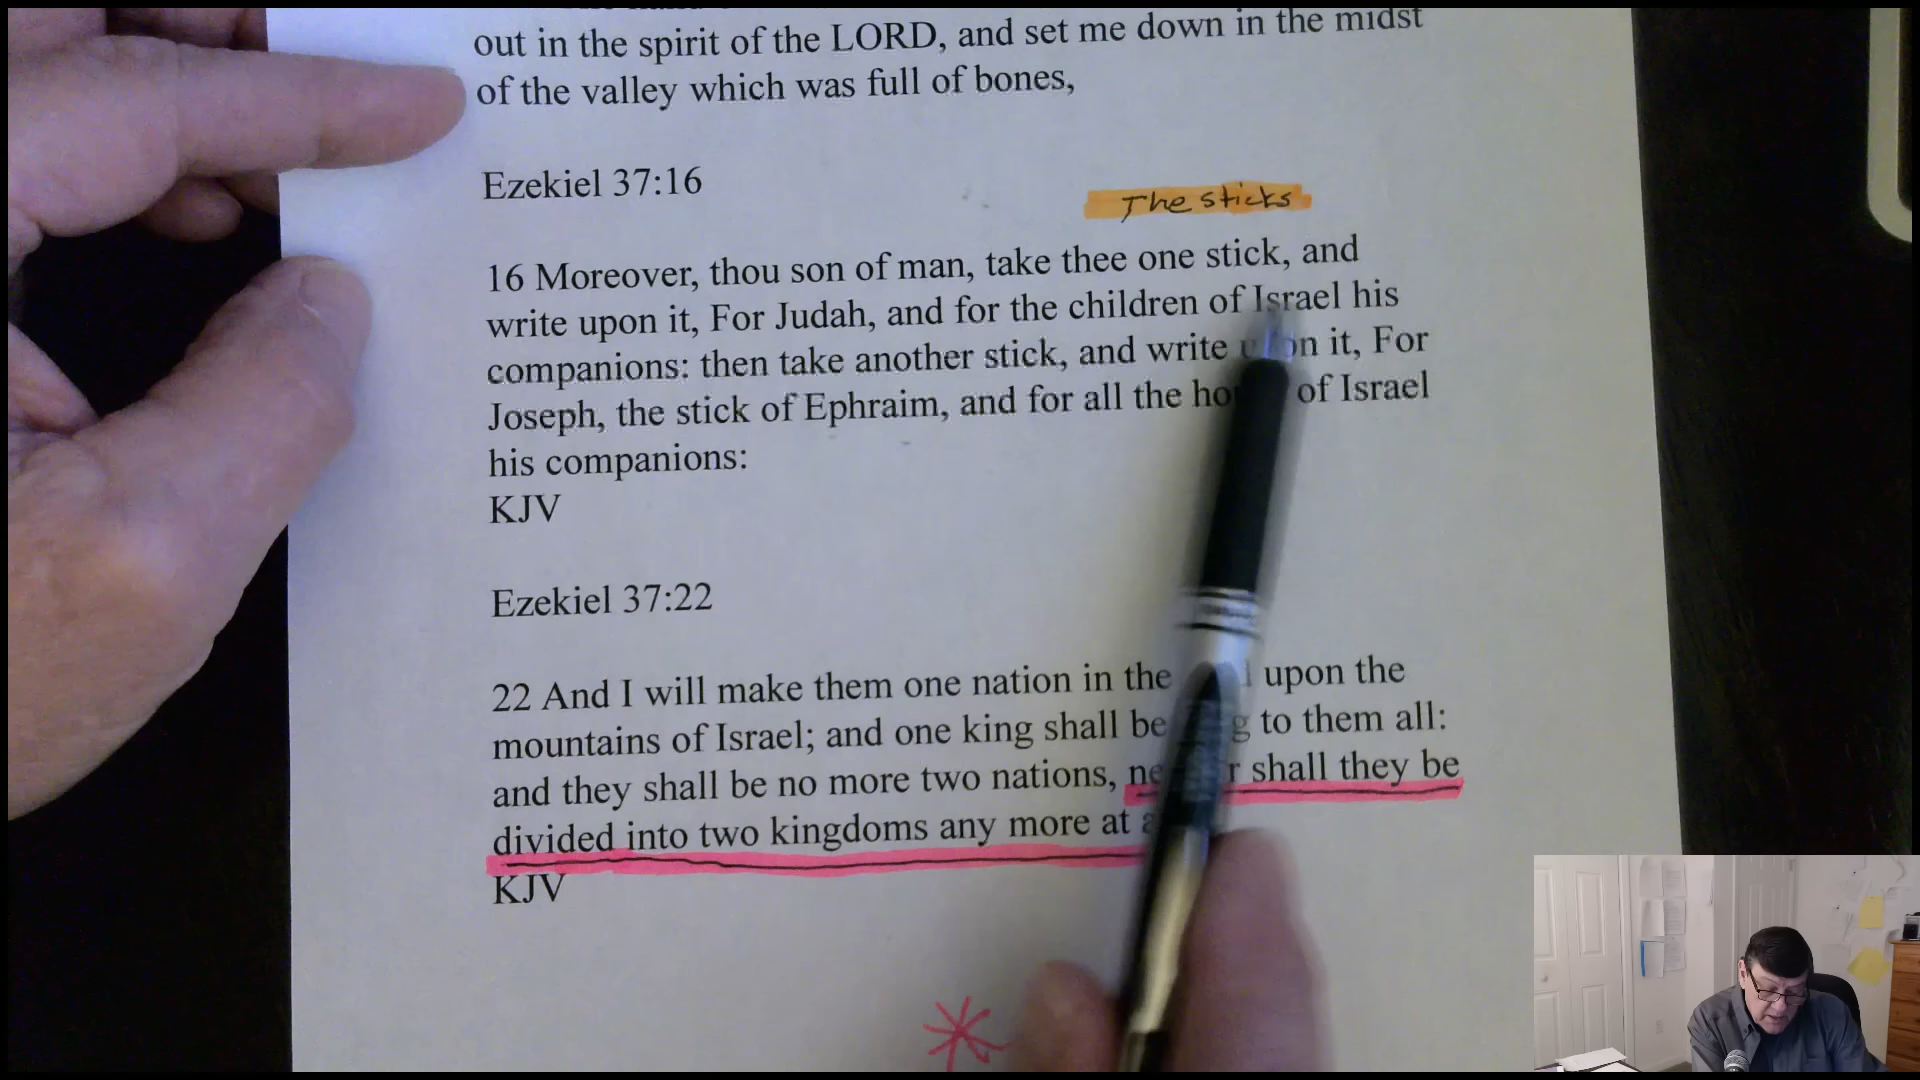 out in the spirit of the LORD, and set me down in the midst
of the valley which was full of bones,
Ezekiel 37:16
The sticks
16 Moreover, thou son of man, take thee one stick, and
write upon it, For Judah, and for the children of Israel his
companions: then take another stick, and write upon it, For
Joseph, the stick of Ephraim, and for all the of Israel
his companions:
KJV
Ezekiel 37:22
22 And I will make them one nation in the upon the
mountains of Israel; and one king shall be to them all:
and they shall be no more two nations, shall they be
divided into two kingdoms any more at
KJV